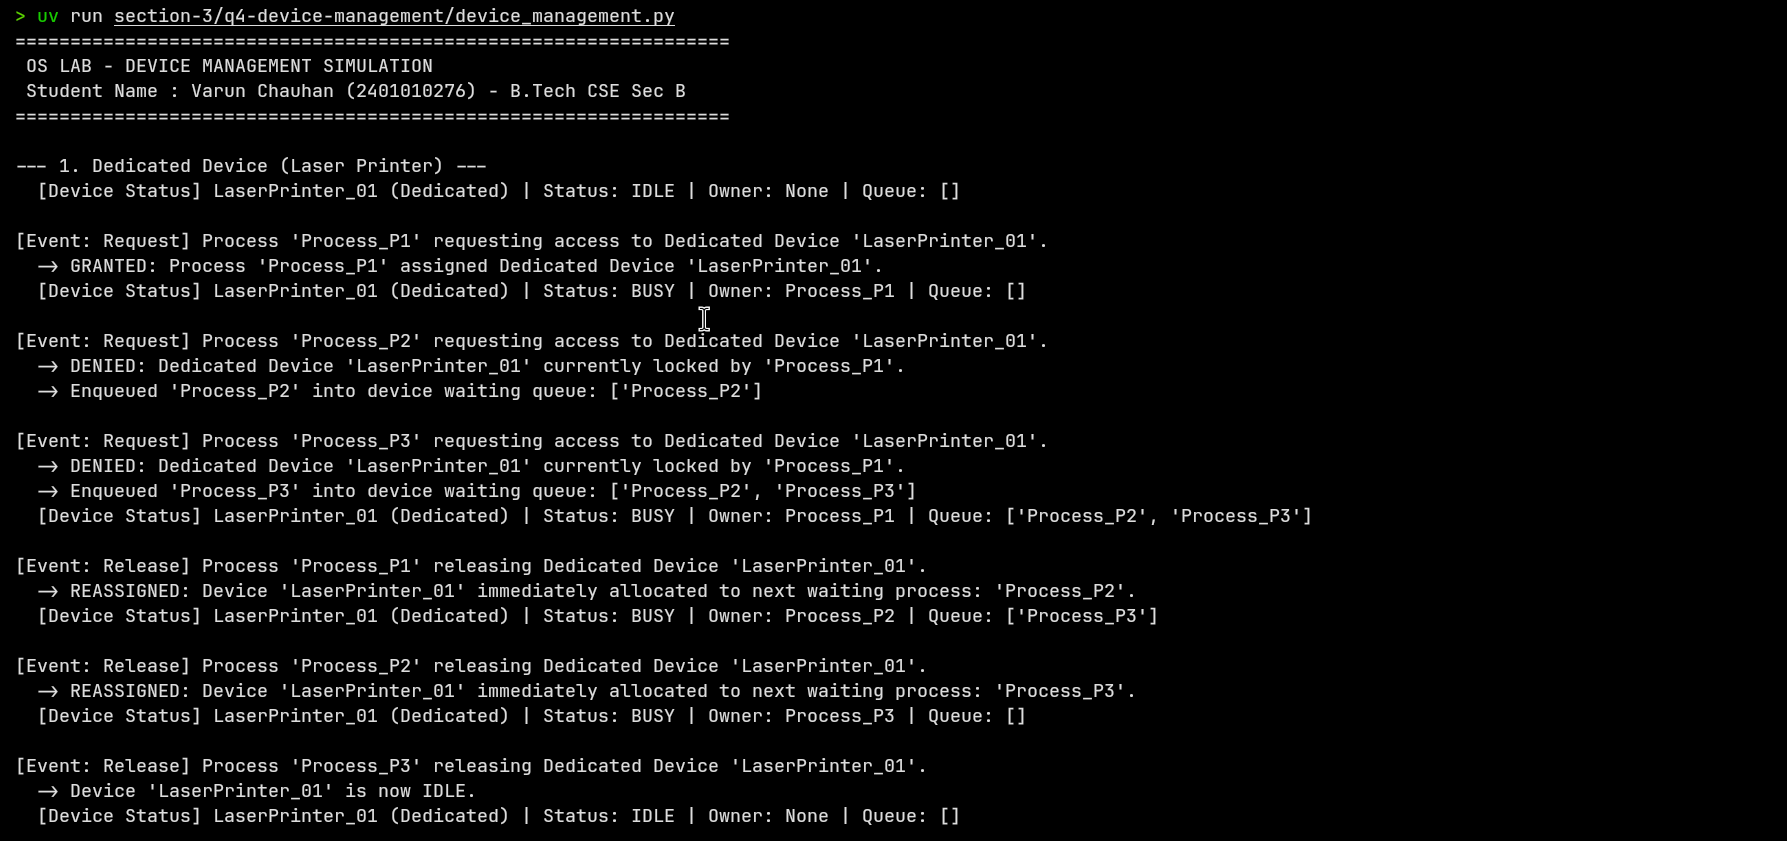 > uv run section-3/q4-device-management/device_management.py
=================================================================
 OS LAB - DEVICE MANAGEMENT SIMULATION
 Student Name : Varun Chauhan (2401010276) - B.Tech CSE Sec B
=================================================================

--- 1. Dedicated Device (Laser Printer) ---
  [Device Status] LaserPrinter_01 (Dedicated) | Status: IDLE | Owner: None | Queue: []

[Event: Request] Process 'Process_P1' requesting access to Dedicated Device 'LaserPrinter_01'.
  -> GRANTED: Process 'Process_P1' assigned Dedicated Device 'LaserPrinter_01'.
  [Device Status] LaserPrinter_01 (Dedicated) | Status: BUSY | Owner: Process_P1 | Queue: []

[Event: Request] Process 'Process_P2' requesting access to Dedicated Device 'LaserPrinter_01'.
  -> DENIED: Dedicated Device 'LaserPrinter_01' currently locked by 'Process_P1'.
  -> Enqueued 'Process_P2' into device waiting queue: ['Process_P2']

[Event: Request] Process 'Process_P3' requesting access to Dedicated Device 'LaserPrinter_01'.
  -> DENIED: Dedicated Device 'LaserPrinter_01' currently locked by 'Process_P1'.
  -> Enqueued 'Process_P3' into device waiting queue: ['Process_P2', 'Process_P3']
  [Device Status] LaserPrinter_01 (Dedicated) | Status: BUSY | Owner: Process_P1 | Queue: ['Process_P2', 'Process_P3']

[Event: Release] Process 'Process_P1' releasing Dedicated Device 'LaserPrinter_01'.
  -> REASSIGNED: Device 'LaserPrinter_01' immediately allocated to next waiting process: 'Process_P2'.
  [Device Status] LaserPrinter_01 (Dedicated) | Status: BUSY | Owner: Process_P2 | Queue: ['Process_P3']

[Event: Release] Process 'Process_P2' releasing Dedicated Device 'LaserPrinter_01'.
  -> REASSIGNED: Device 'LaserPrinter_01' immediately allocated to next waiting process: 'Process_P3'.
  [Device Status] LaserPrinter_01 (Dedicated) | Status: BUSY | Owner: Process_P3 | Queue: []

[Event: Release] Process 'Process_P3' releasing Dedicated Device 'LaserPrinter_01'.
  -> Device 'LaserPrinter_01' is now IDLE.
  [Device Status] LaserPrinter_01 (Dedicated) | Status: IDLE | Owner: None | Queue: []